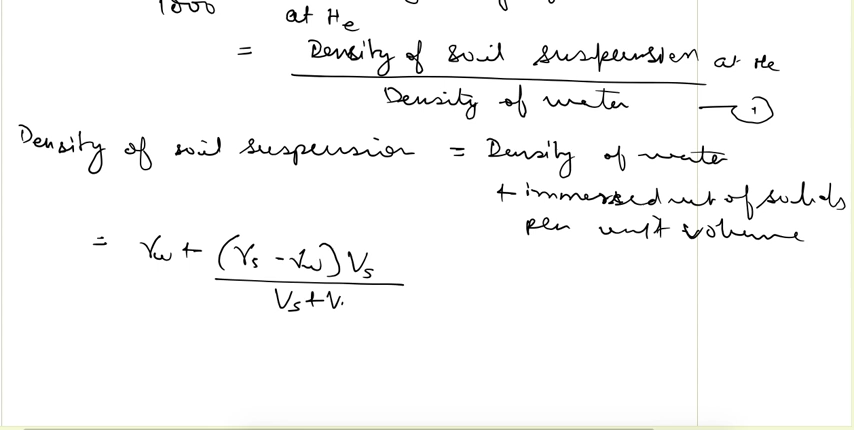 1000
at He
= Density of soil suspension at He
Density of water — 1
Density of soil suspension = Density of water
+ immersed wt of solids
per unit volume
= γw + (γs - γw) Vs
Vs + V